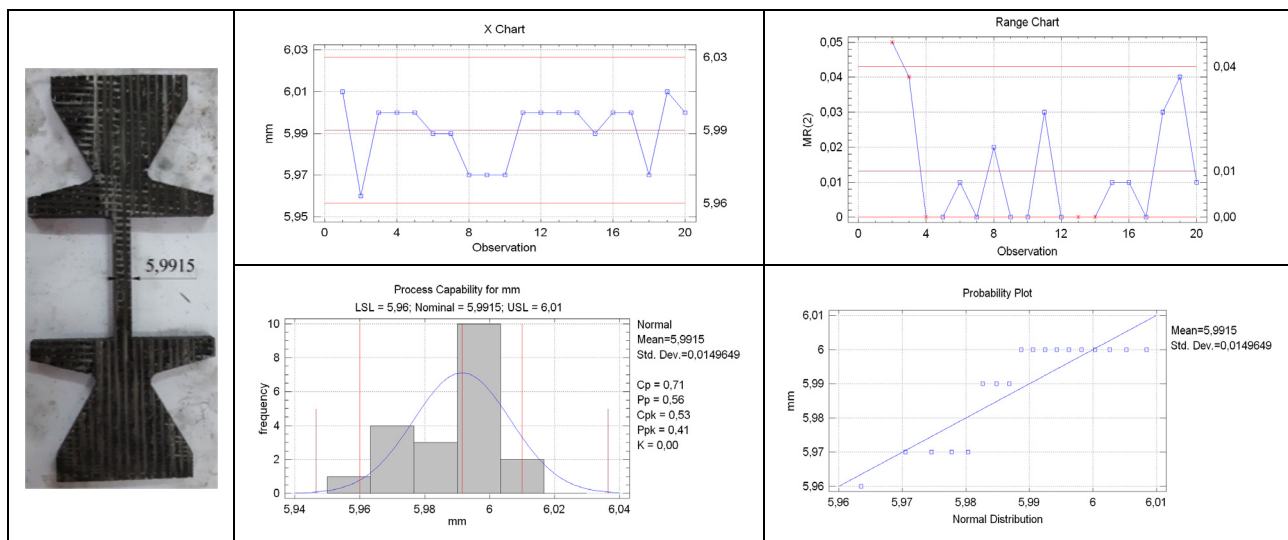 5,9915
X Chart
6,03
6,01
5,99
5,97
5,95
6,03
5,99
5,96
mm
0 4 8 12 16 20
Observation
Range Chart
0,05
0,04
0,03
0,02
0,01
0
0,04
0,01
0,00
MR(2)
0 4 8 12 16 20
Observation
Process Capability for mm
LSL = 5,96; Nominal = 5,9915; USL = 6,01
10
8
6
4
2
0
frequency
5,94 5,96 5,98 6 6,02 6,04
mm
Normal
Mean=5,9915
Std. Dev.=0,0149649
Cp = 0,71
Pp = 0,56
Cpk = 0,53
Ppk = 0,41
K = 0,00
Probability Plot
6,01
6
5,99
5,98
5,97
5,96
mm
5,96 5,97 5,98 5,99 6 6,01
Normal Distribution
Mean=5,9915
Std. Dev.=0,0149649